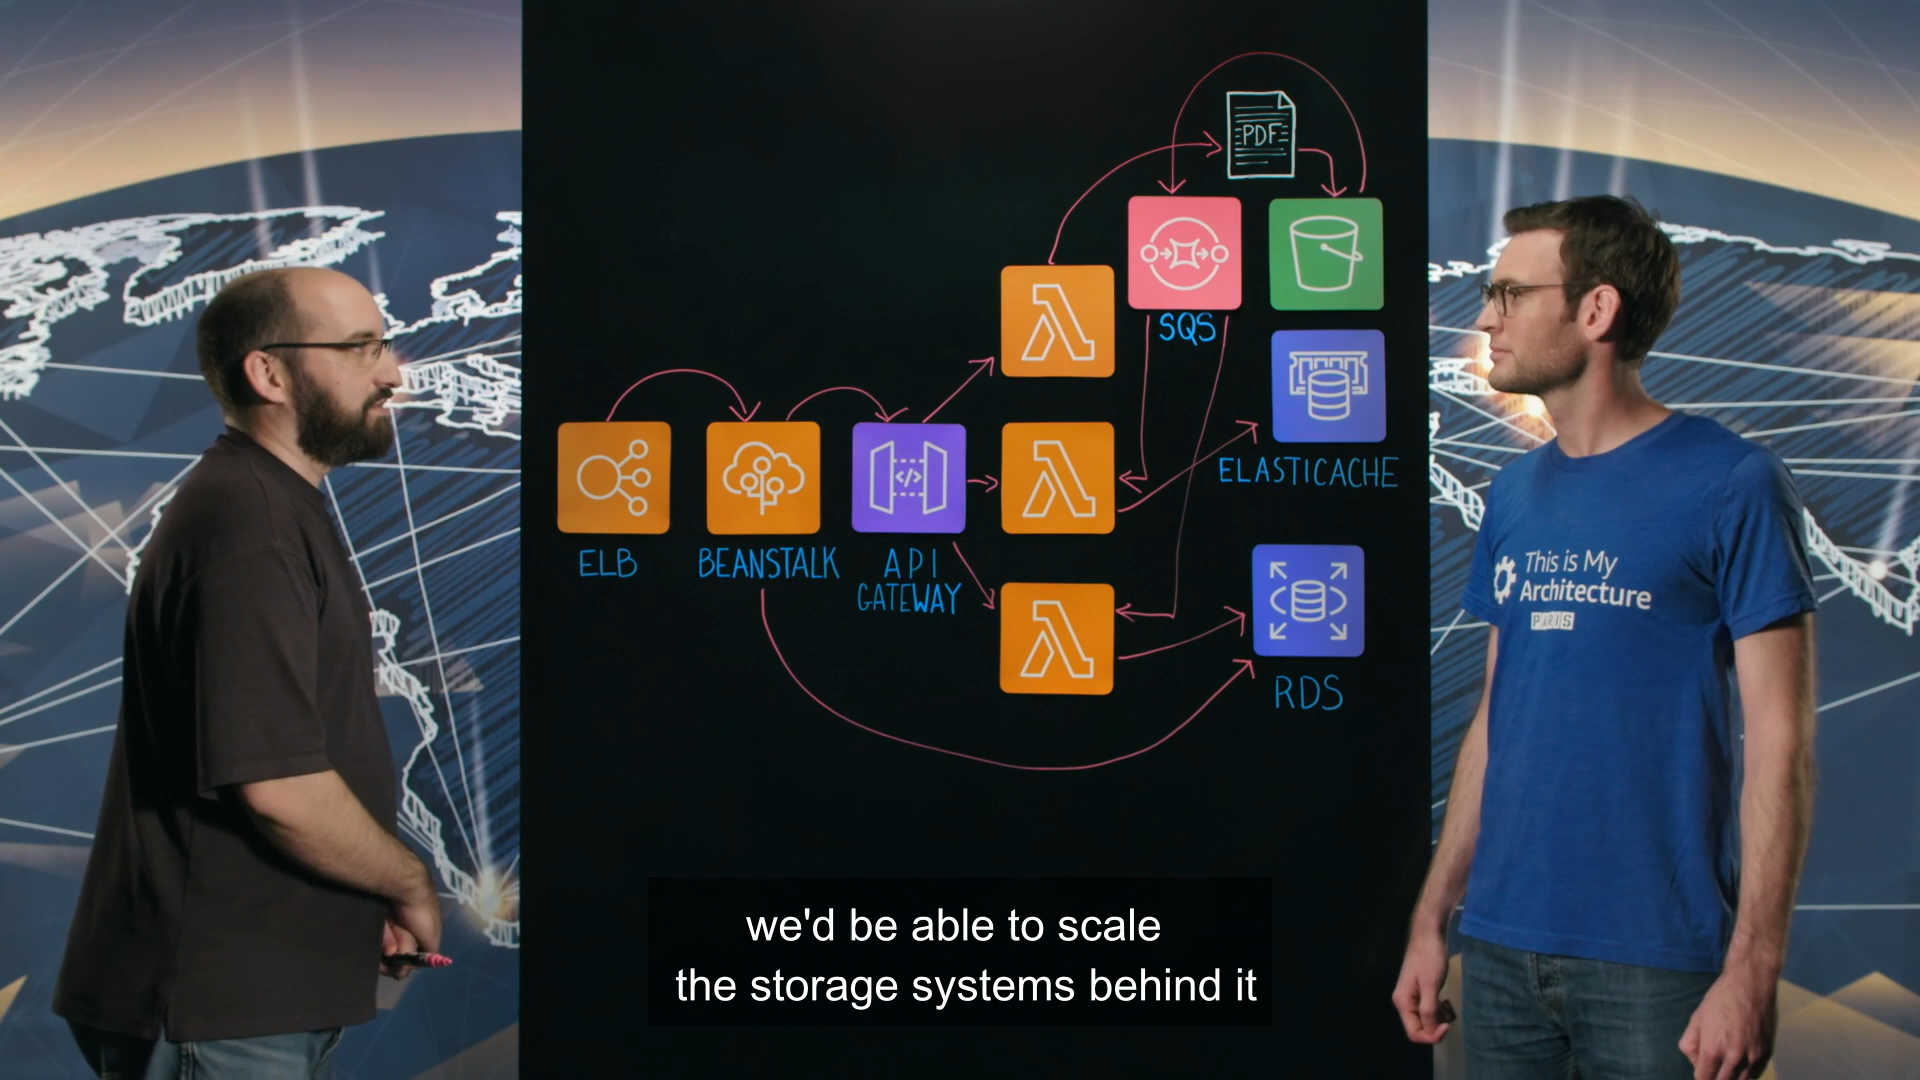 PDF
SQS
ELASTICACHE
ELB
BEANSTALK
API
GATEWAY
</>
RDS
This is My
Architecture
PARIS
we'd be able to scale
the storage systems behind it